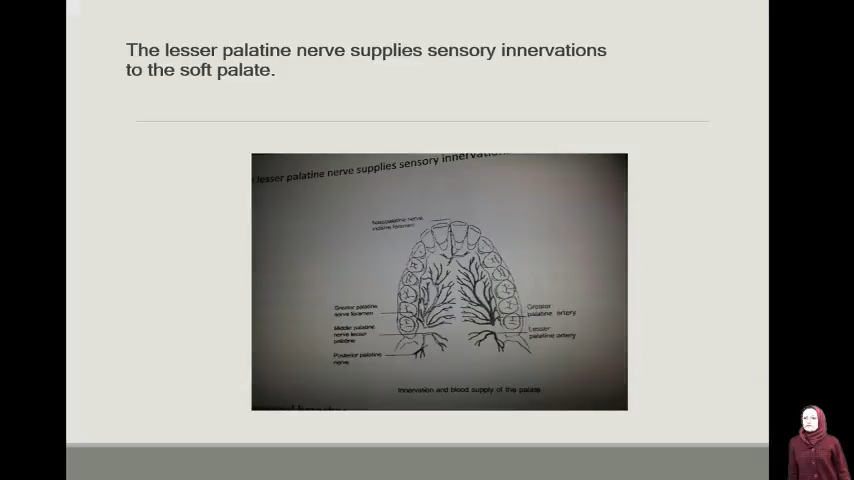 The lesser palatine nerve supplies sensory innervations
to the soft palate.
lesser palatine nerve supplies sensory innervation
Nasopalatine nerve
incisive foramen
Greater palatine
nerve foramen
Middle palatine
nerve lesser
palatine
Posterior palatine
nerve
Greater
palatine artery
Lesser
palatine artery
Innervation and blood supply of the palate